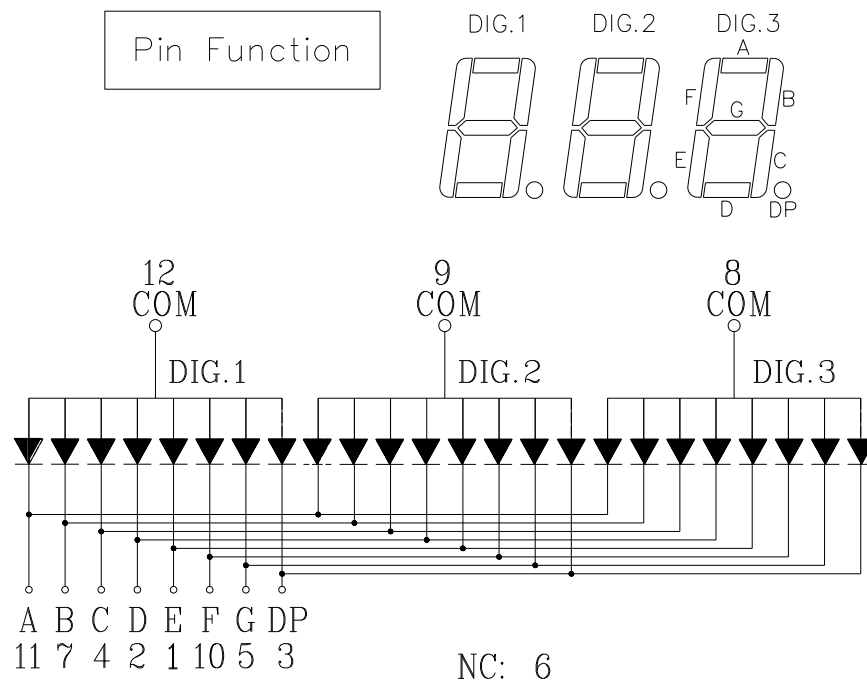 Pin Function
DIG.1 DIG.2 DIG.3
A
F B
G
E C
D DP
12 9 8
COM COM COM
DIG.1 DIG.2 DIG.3
A B C D E F G DP
11 7 4 2 1 10 5 3
NC: 6